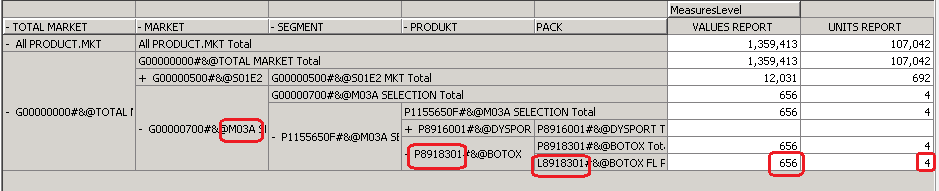 MeasuresLevel
- TOTAL MARKET - MARKET - SEGMENT - PRODUKT PACK VALUES REPORT UNITS REPORT
- All PRODUCT.MKT All PRODUCT.MKT Total 1,359,413 107,042
G00000000#&@TOTAL MARKET Total 1,359,413 107,042
+ G00000500#&@S01E2 G00000500#&@S01E2 MKT Total 12,031 692
G00000700#&@M03A SELECTION Total 656 4
- G00000000#&@TOTAL M P1155650F#&@M03A SELECTION Total 656 4
- G00000700#&@M03A SI + P8916001#&@DYSPOR P8916001#&@DYSPORT T
- P1155650F#&@M03A SE P8918301#&@BOTOX Tot 656 4
- P8918301#&@BOTOX L8918301#&@BOTOX FL F 656 4